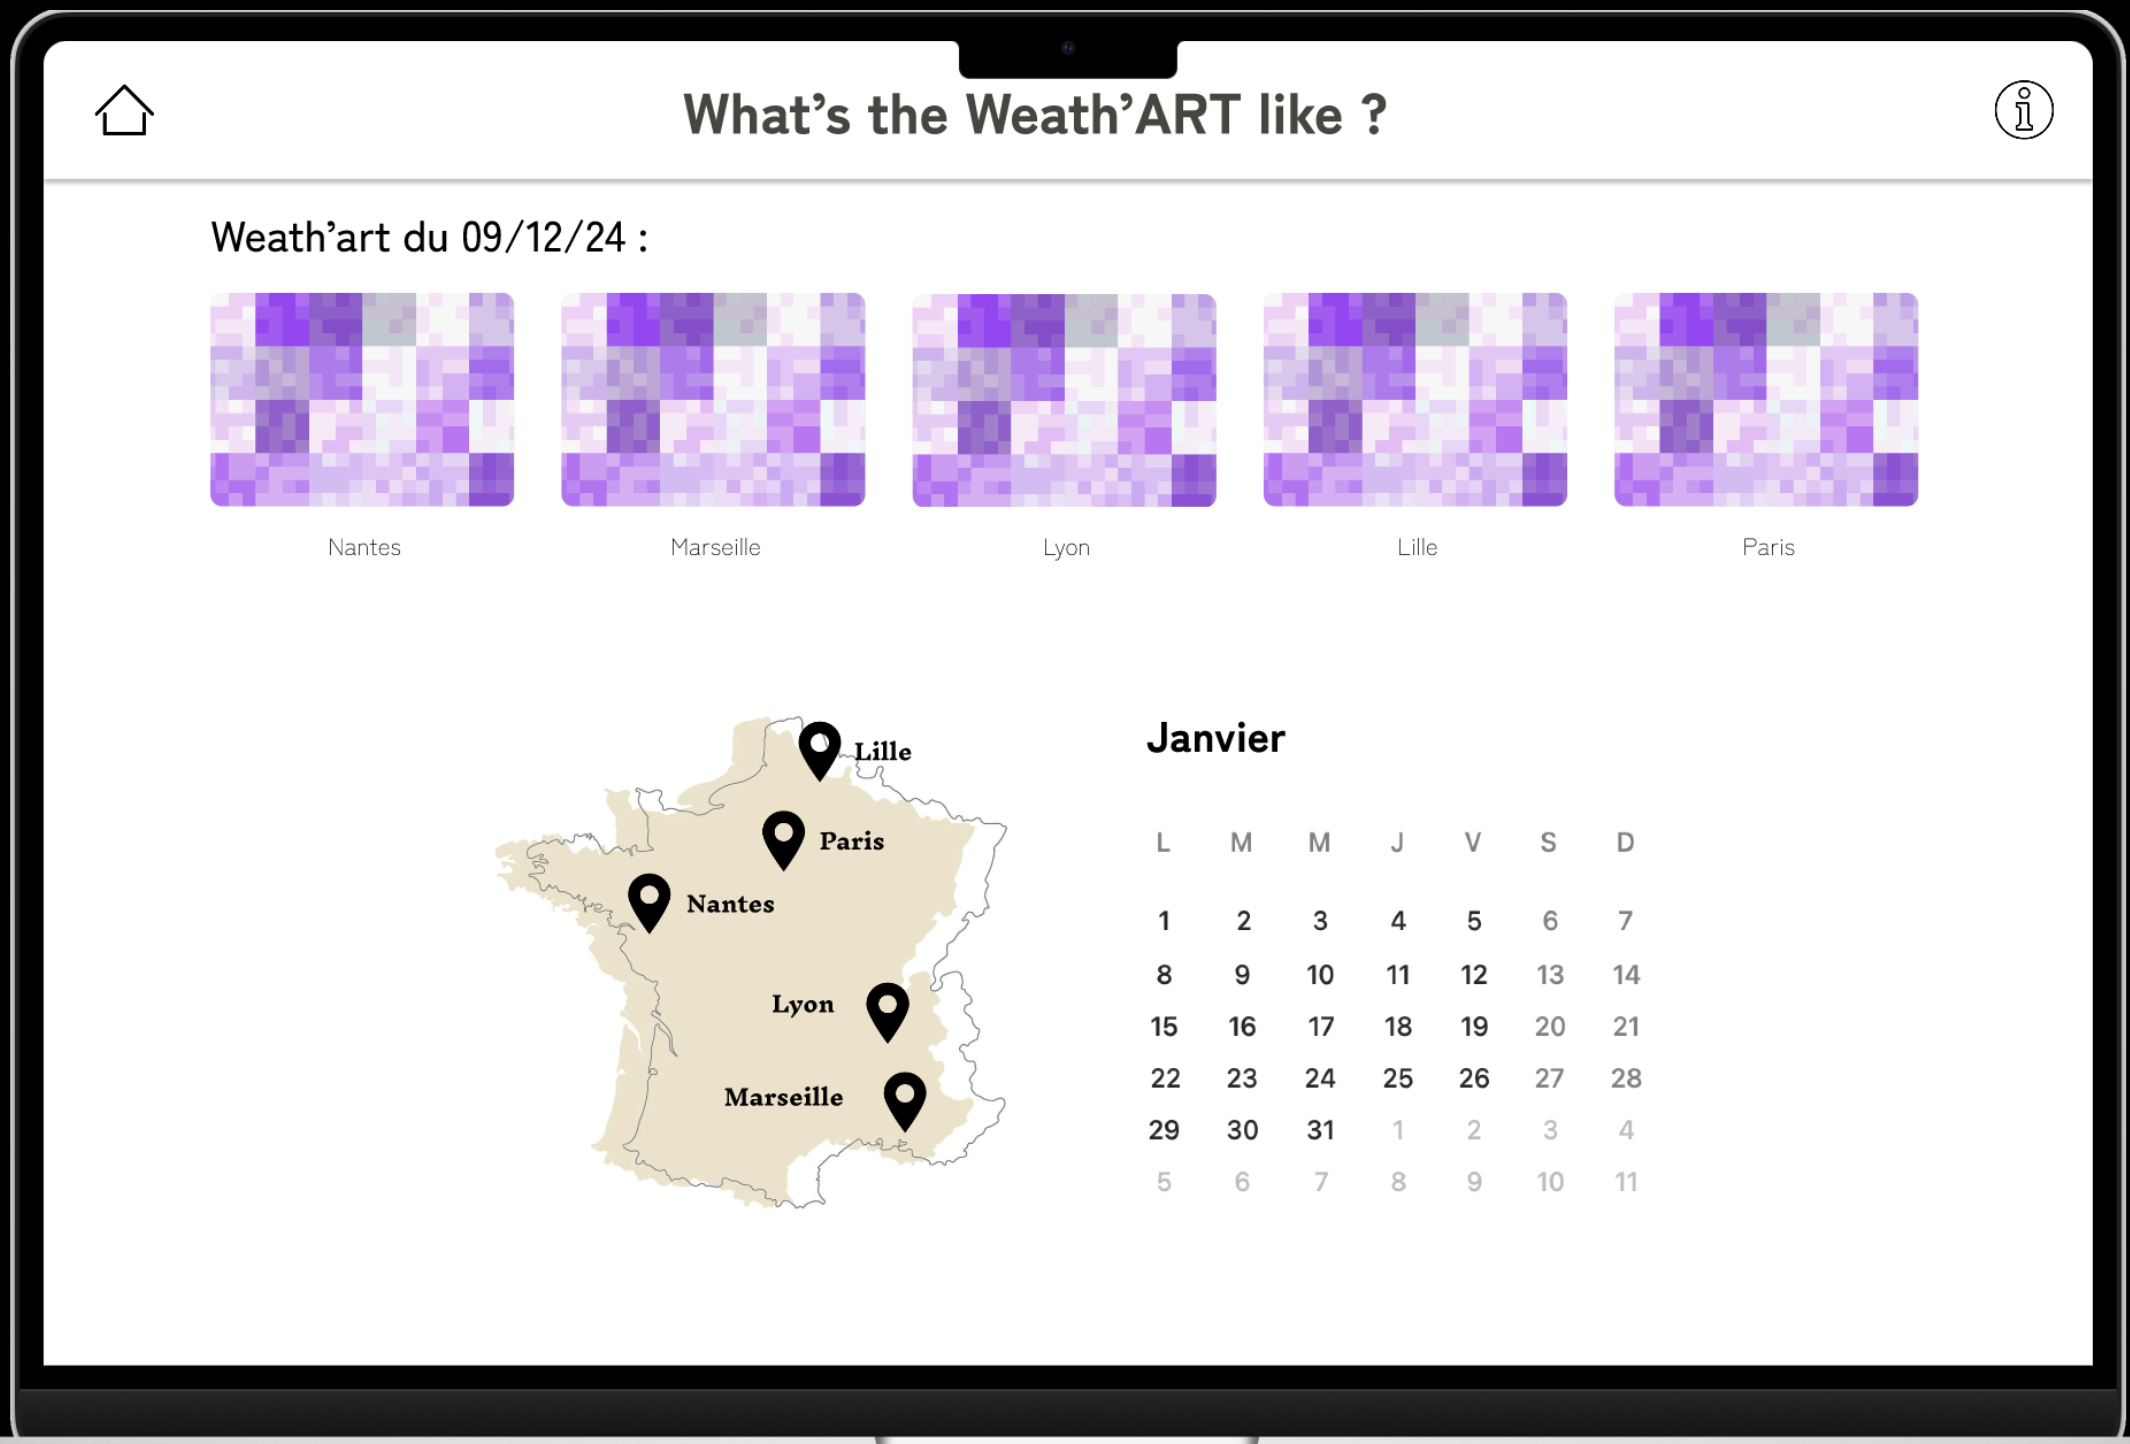 What's the Weath'ART like ?
Weath'art du 09/12/24 :
Nantes
Marseille
Lyon
Lille
Paris
Lille
Paris
Nantes
Lyon
Marseille
Janvier
L M M J V S D
1 2 3 4 5 6 7
8 9 10 11 12 13 14
15 16 17 18 19 20 21
22 23 24 25 26 27 28
29 30 31 1 2 3 4
5 6 7 8 9 10 11